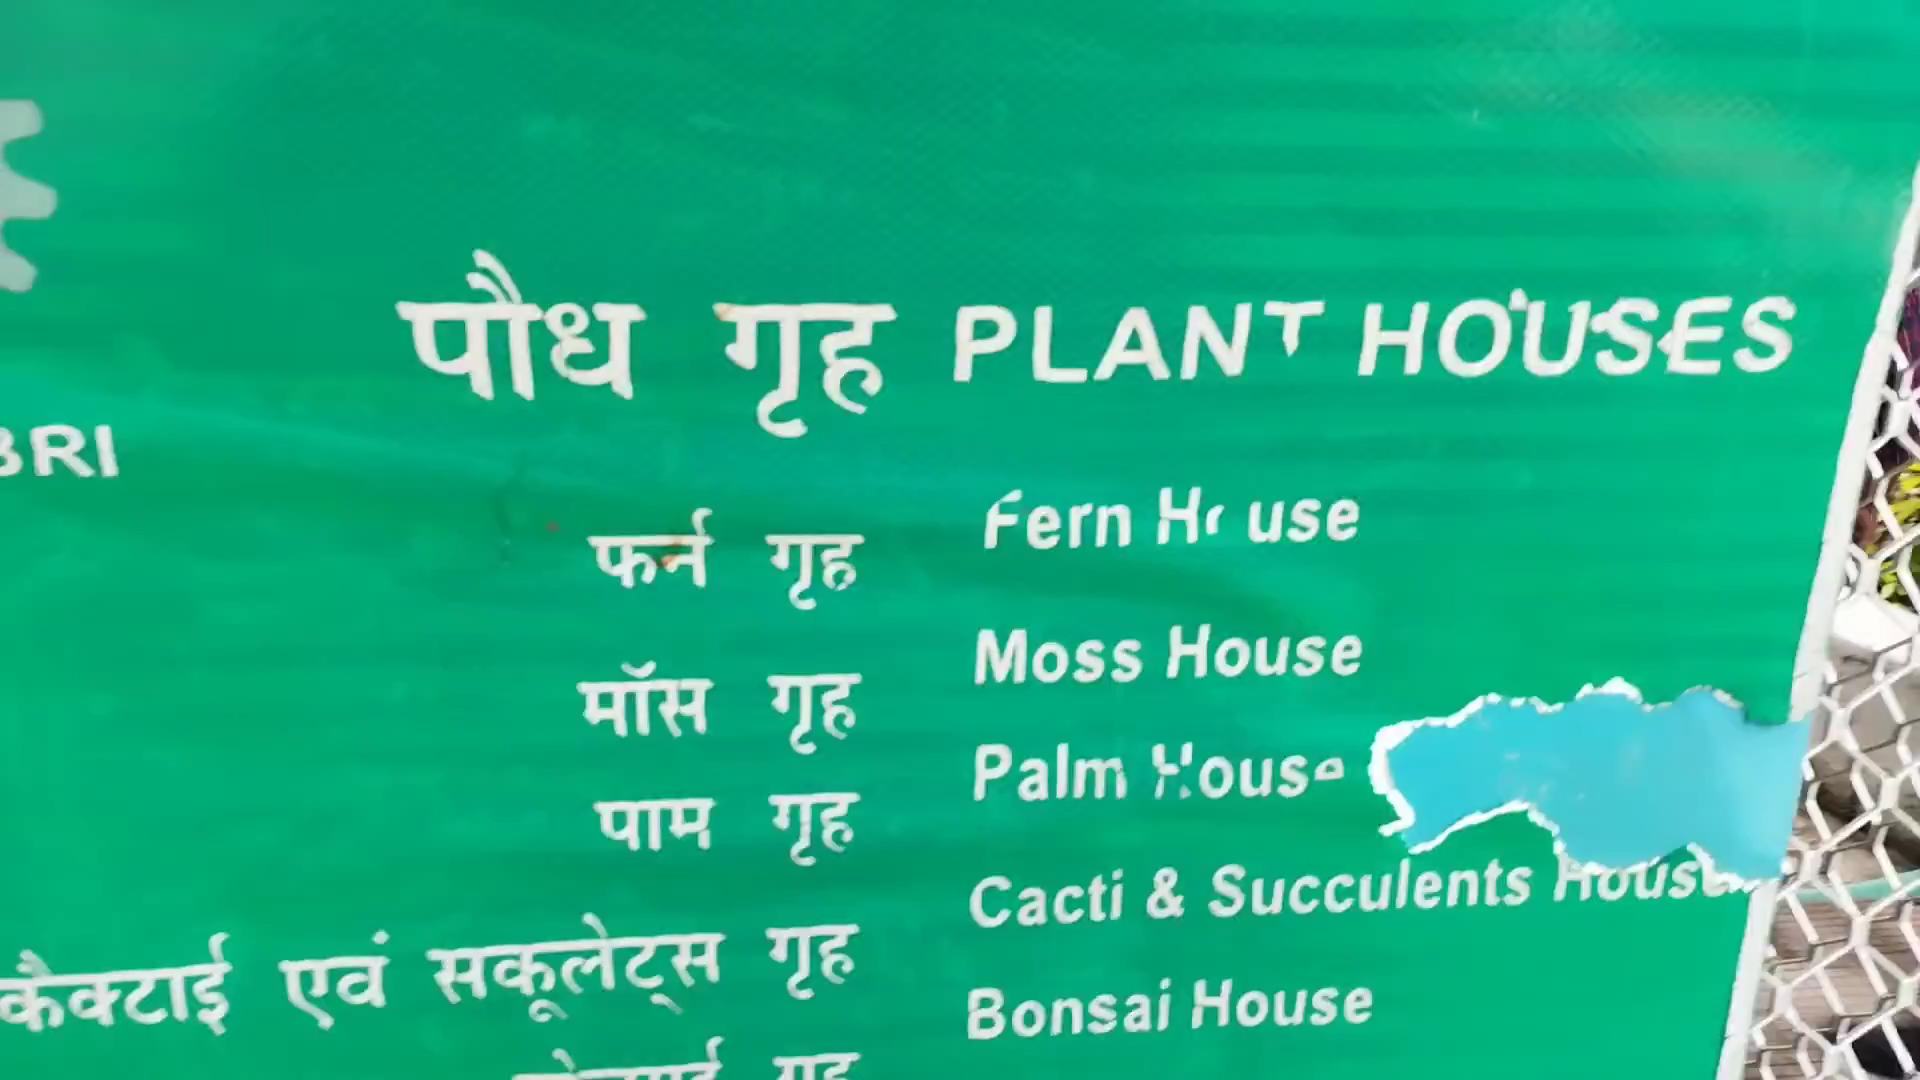 पौध गृह PLANT HOUSES
BRI
फर्न गृह Fern House
मॉस गृह Moss House
पाम गृह Palm House
कैक्टाई एवं सकूलेट्स गृह Cacti & Succulents House
गृह Bonsai House